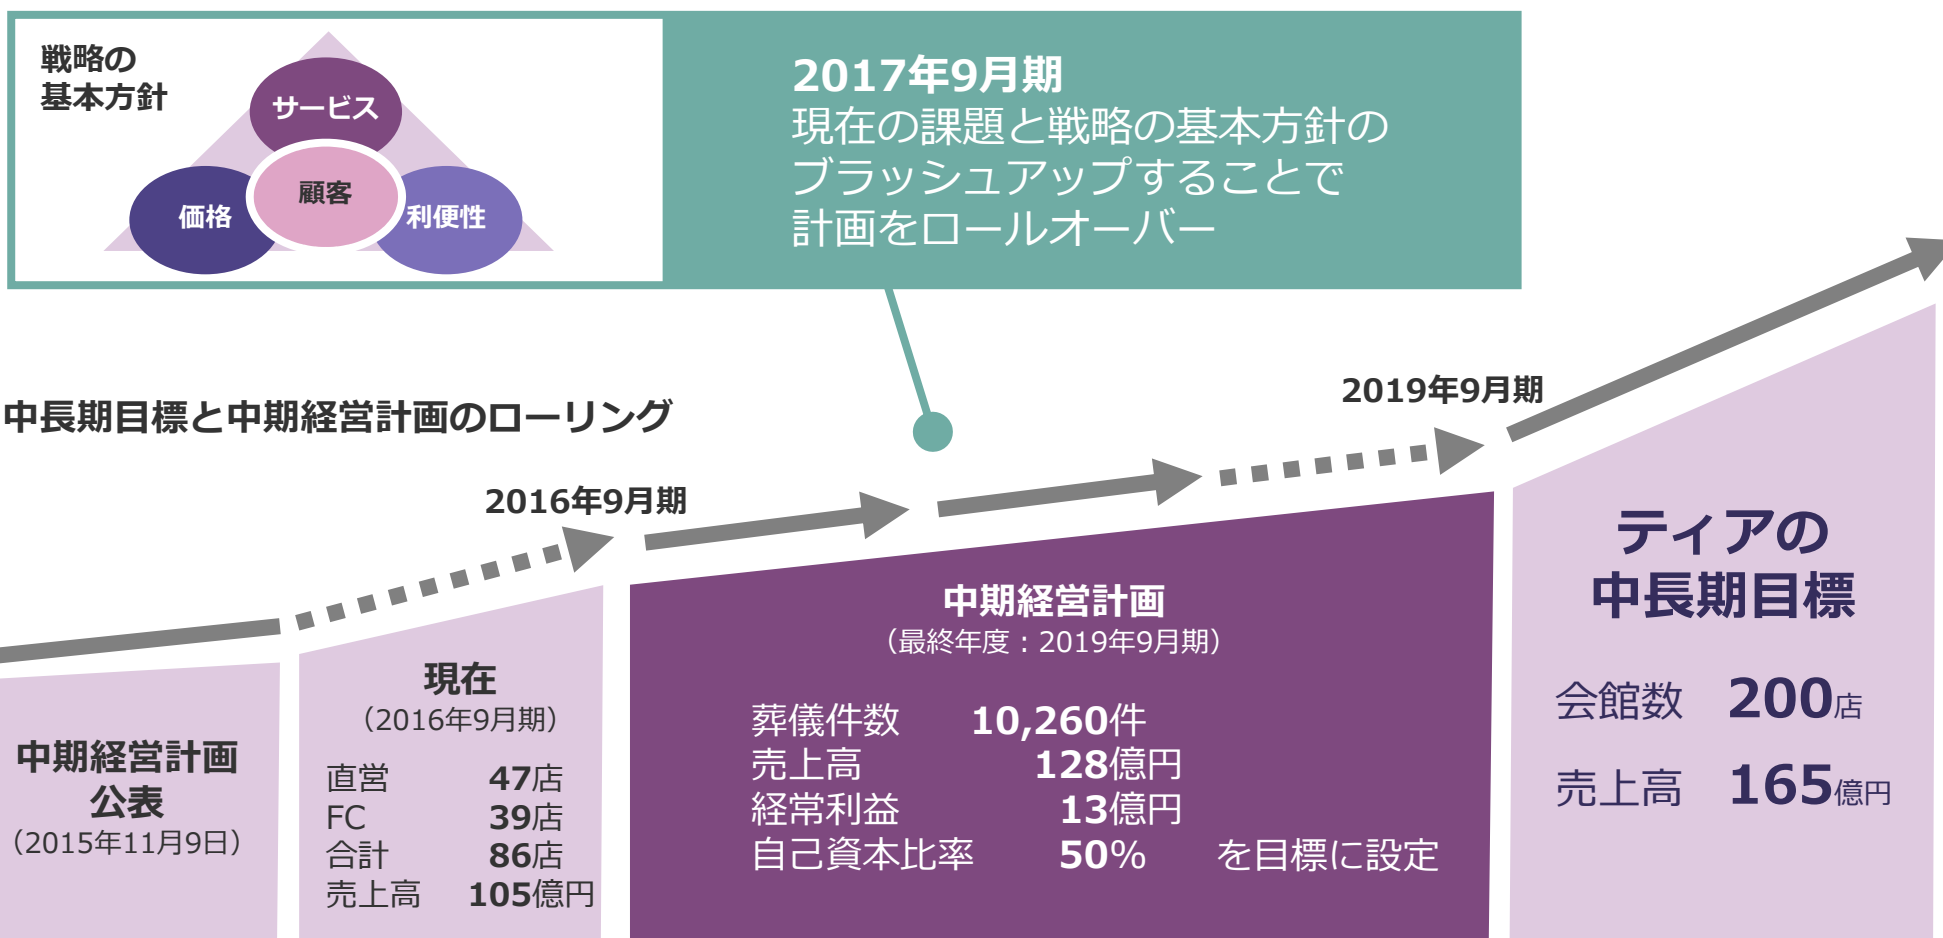 戦略の
基本方針
サービス
顧客
価格
利便性
2017年9月期
現在の課題と戦略の基本方針の
ブラッシュアップすることで
計画をロールオーバー
中長期目標と中期経営計画のローリング
2016年9月期
2019年9月期
中期経営計画
公表
（2015年11月9日）
現在
（2016年9月期）
直営 47店
FC 39店
合計 86店
売上高 105億円
中期経営計画
（最終年度：2019年9月期）
葬儀件数 10,260件
売上高 128億円
経常利益 13億円
自己資本比率 50% を目標に設定
ティアの
中長期目標
会館数 200店
売上高 165億円